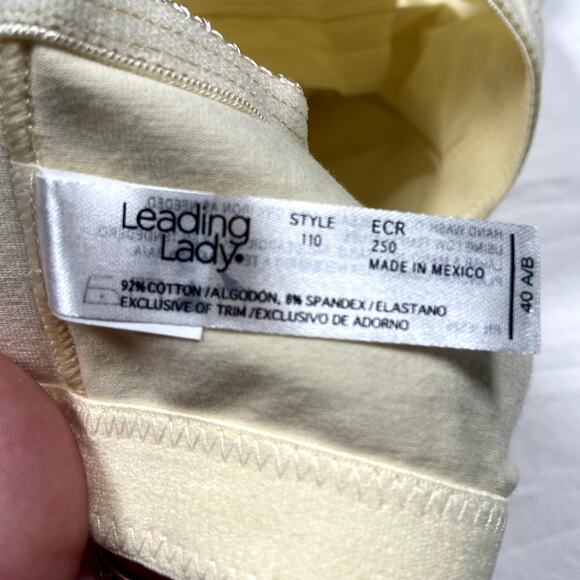 Leading
Lady
STYLE
110
ECR
250
MADE IN MEXICO
40 A/B
92% COTTON/ALGODÓN, 8% SPANDEX/ELASTANO
EXCLUSIVE OF TRIM/EXCLUSIVO DE ADORNO